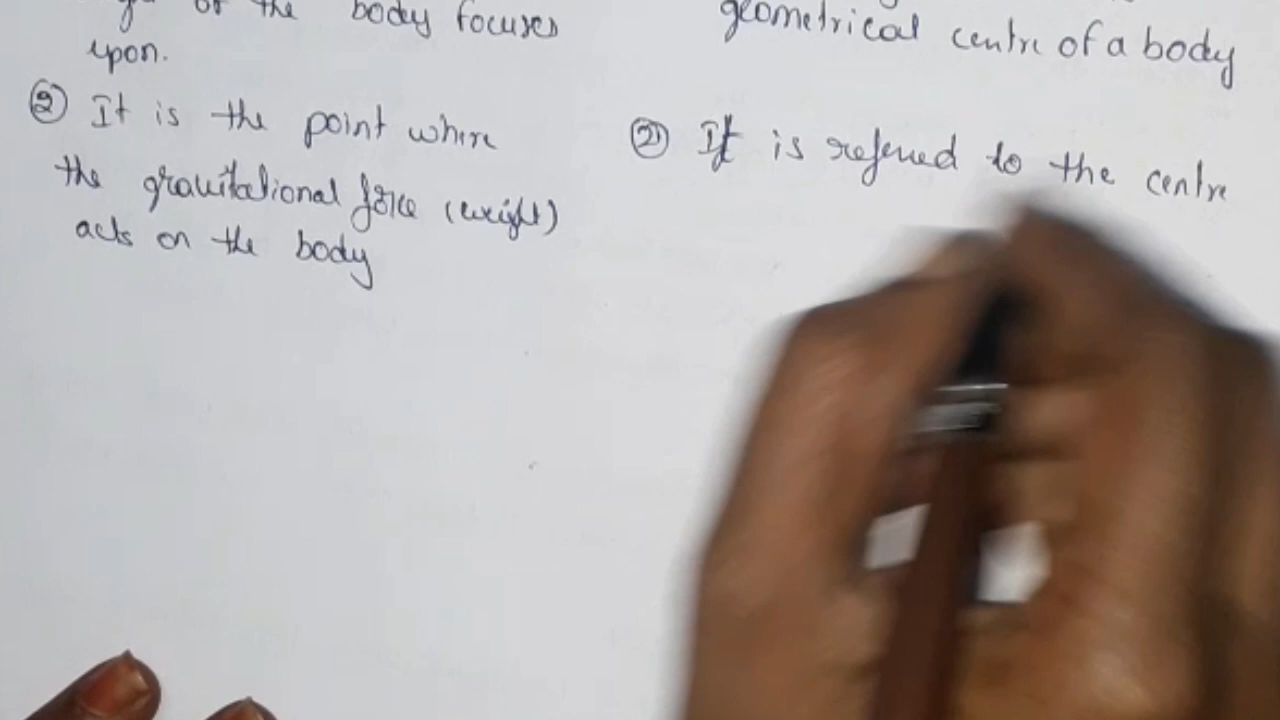 of the body focuses
upon.
② It is the point where
the gravitational force (weight)
acts on the body
geometrical centre of a body
② It is referred to the centre